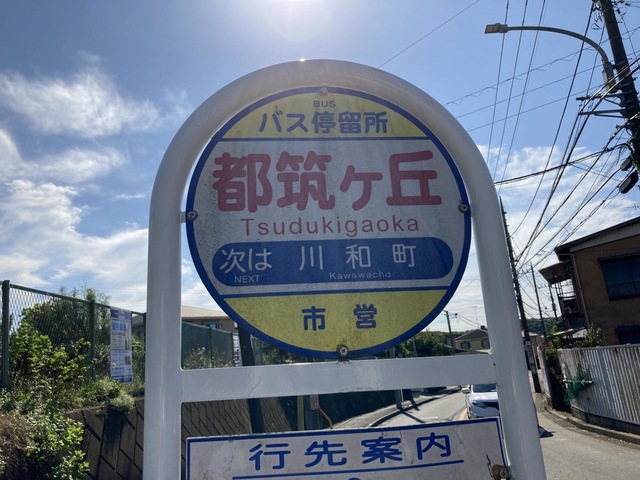 BUS
バス停留所
都筑ヶ丘
Tsudukigaoka
次は 川和町
NEXT Kawawacho
市営
行先案内